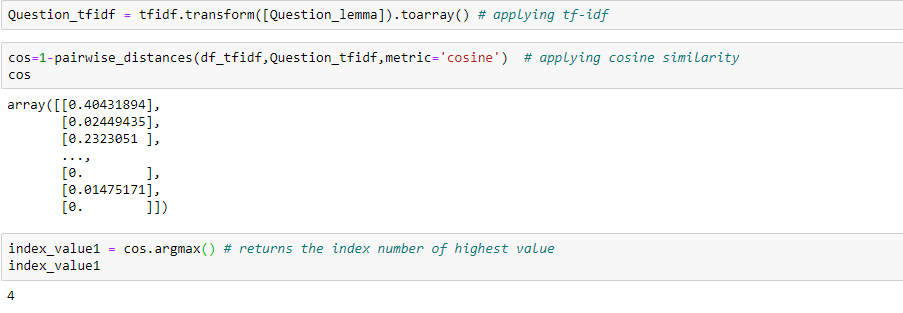 Question_tfidf = tfidf.transform([Question_lemma]).toarray() # applying tf-idf
cos=1-pairwise_distances(df_tfidf,Question_tfidf,metric='cosine')  # applying cosine similarity
cos
array([[0.40431894],
       [0.02449435],
       [0.2323051 ],
       ...,
       [0.        ],
       [0.01475171],
       [0.        ]])
index_value1 = cos.argmax() # returns the index number of highest value
index_value1
4